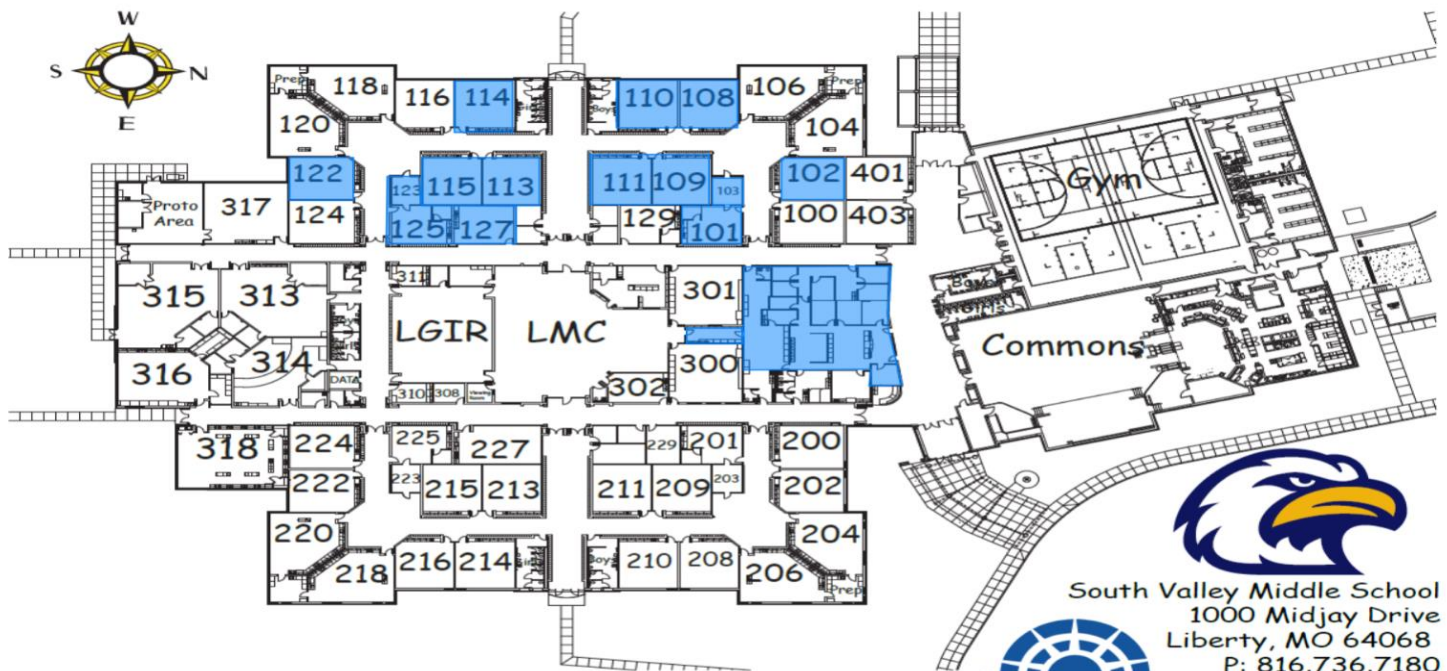 W
S N
E
Prep 118 116 114 110 108 106 Prep
120 104
122 123 115 113 111 109 103 102 401
Proto
Area 317 124 125 127 129 101 100 403
Gym
315 313 311 301
LGIR LMC Commons
316 314 300
DATA 310 308 302
318 224 225 227 229 201 200
222 223 215 213 211 209 203 202
220 204
218 216 214 Boys 210 208 206 Prep
South Valley Middle School
1000 Midjay Drive
Liberty, MO 64068
P: 816.736.7180